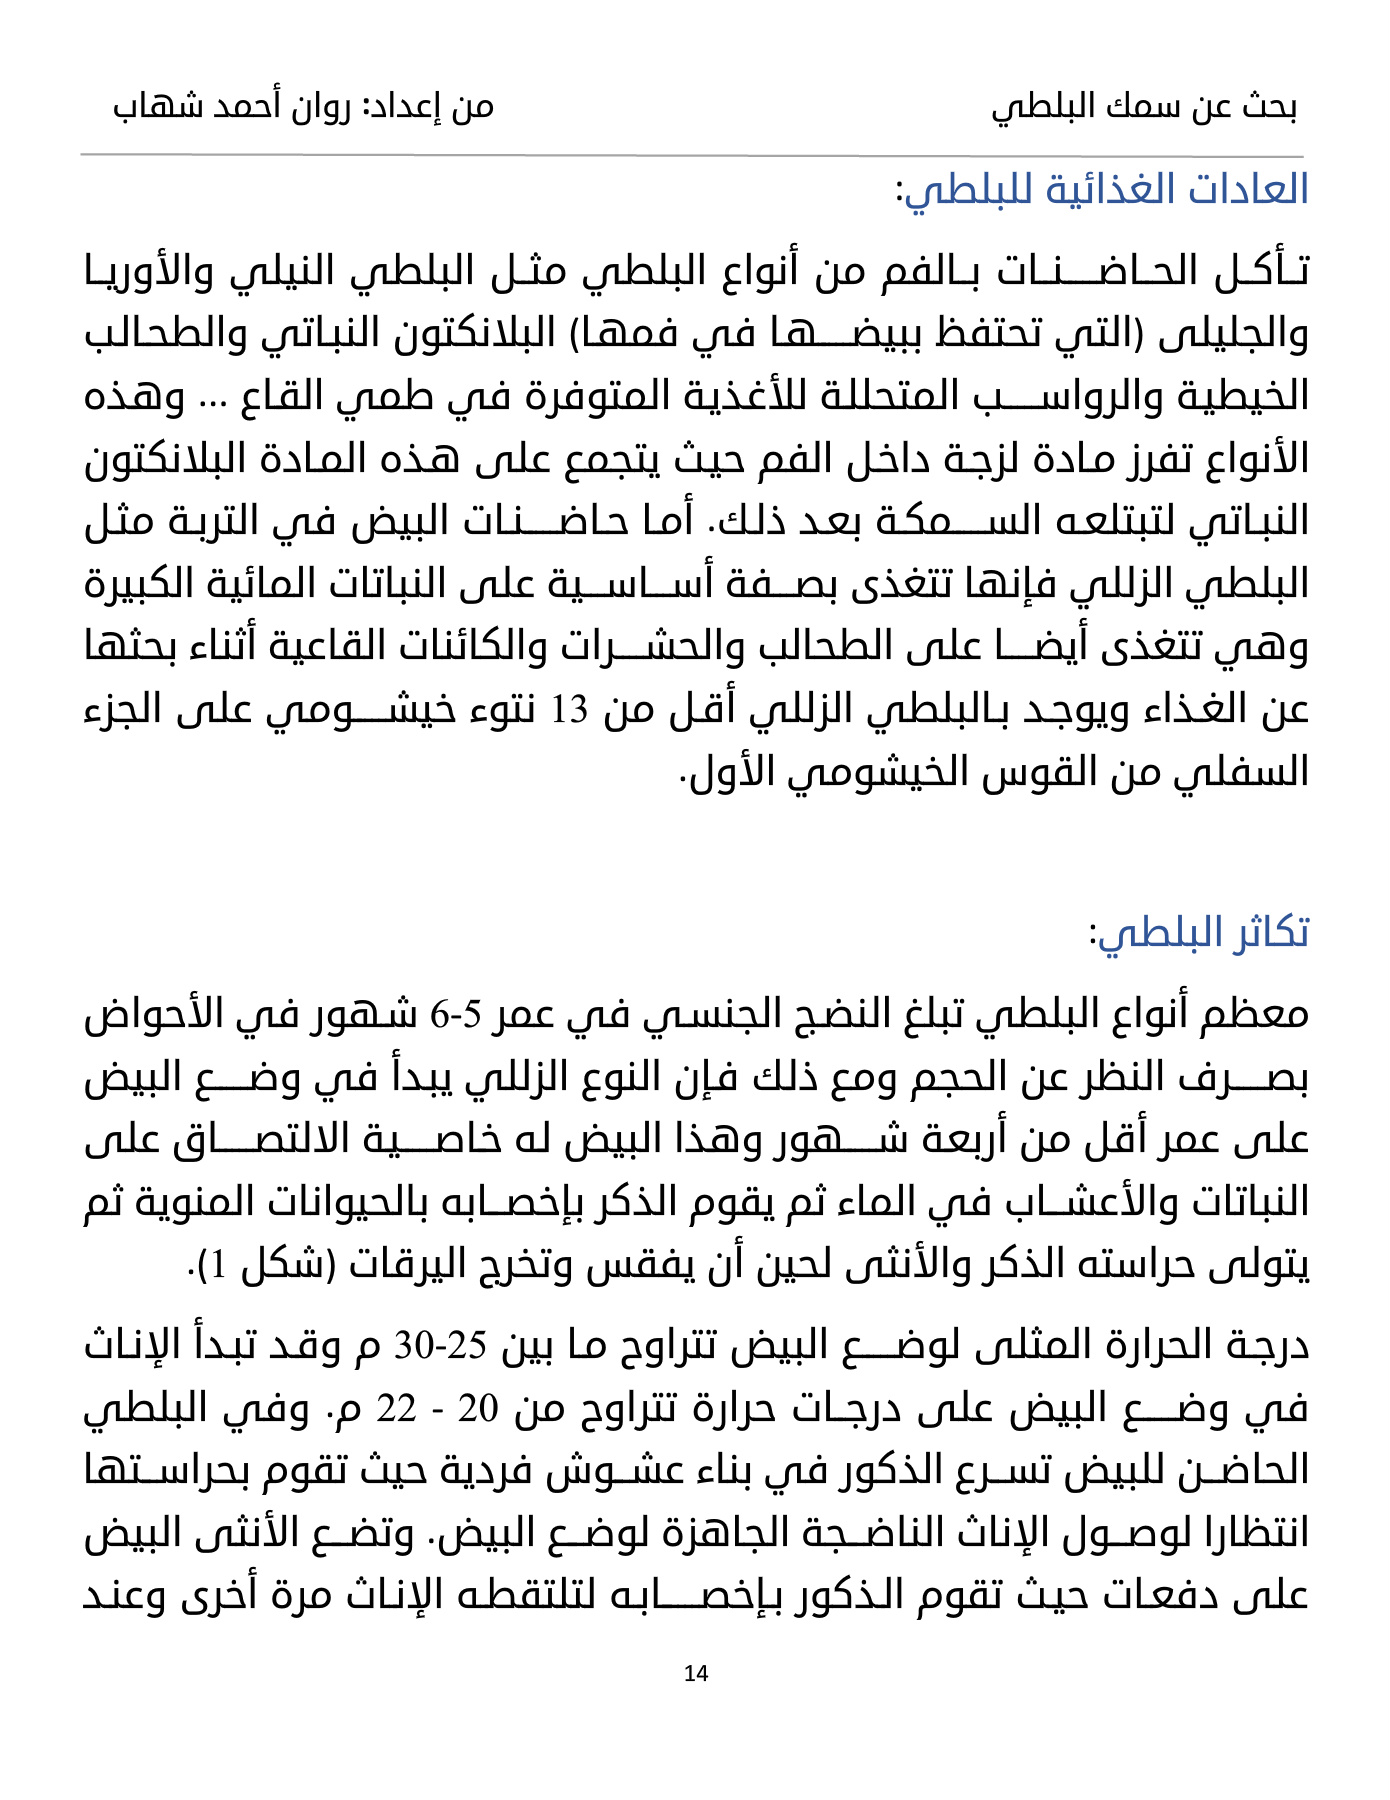 بحث عن سمك البلطي من إعداد: روان أحمد شهاب
العادات الغذائية للبلطي:
تأكل الحاضنات بالفم من أنواع البلطي مثل البلطي النيلي والأوريا
والجليلى (التي تحتفظ ببيضها في فمها) البلانكتون النباتي والطحالب
الخيطية والرواسب المتحللة للأغذية المتوفرة في طمي القاع ... وهذه
الأنواع تفرز مادة لزجة داخل الفم حيث يتجمع على هذه المادة البلانكتون
النباتي لتبتلعه السمكة بعد ذلك. أما حاضنات البيض في التربة مثل
البلطي الزللي فإنها تتغذى بصفة أساسية على النباتات المائية الكبيرة
وهي تتغذى أيضا على الطحالب والحشرات والكائنات القاعية أثناء بحثها
عن الغذاء ويوجد بالبلطي الزللي أقل من 13 نتوء خيشومي على الجزء
السفلي من القوس الخيشومي الأول.
تكاثر البلطي:
معظم أنواع البلطي تبلغ النضج الجنسي في عمر 5-6 شهور في الأحواض
بصرف النظر عن الحجم ومع ذلك فإن النوع الزللي يبدأ في وضع البيض
على عمر أقل من أربعة شهور وهذا البيض له خاصية الالتصاق على
النباتات والأعشاب في الماء ثم يقوم الذكر بإخصابه بالحيوانات المنوية ثم
يتولى حراسته الذكر والأنثى لحين أن يفقس وتخرج اليرقات (شكل 1).
درجة الحرارة المثلى لوضع البيض تتراوح ما بين 25-30 م وقد تبدأ الإناث
في وضع البيض على درجات حرارة تتراوح من 20 - 22 م. وفي البلطي
الحاضن للبيض تسرع الذكور في بناء عشوش فردية حيث تقوم بحراستها
انتظارا لوصول الإناث الناضجة الجاهزة لوضع البيض. وتضع الأنثى البيض
على دفعات حيث تقوم الذكور بإخصابه لتلتقطه الإناث مرة أخرى وعند
14